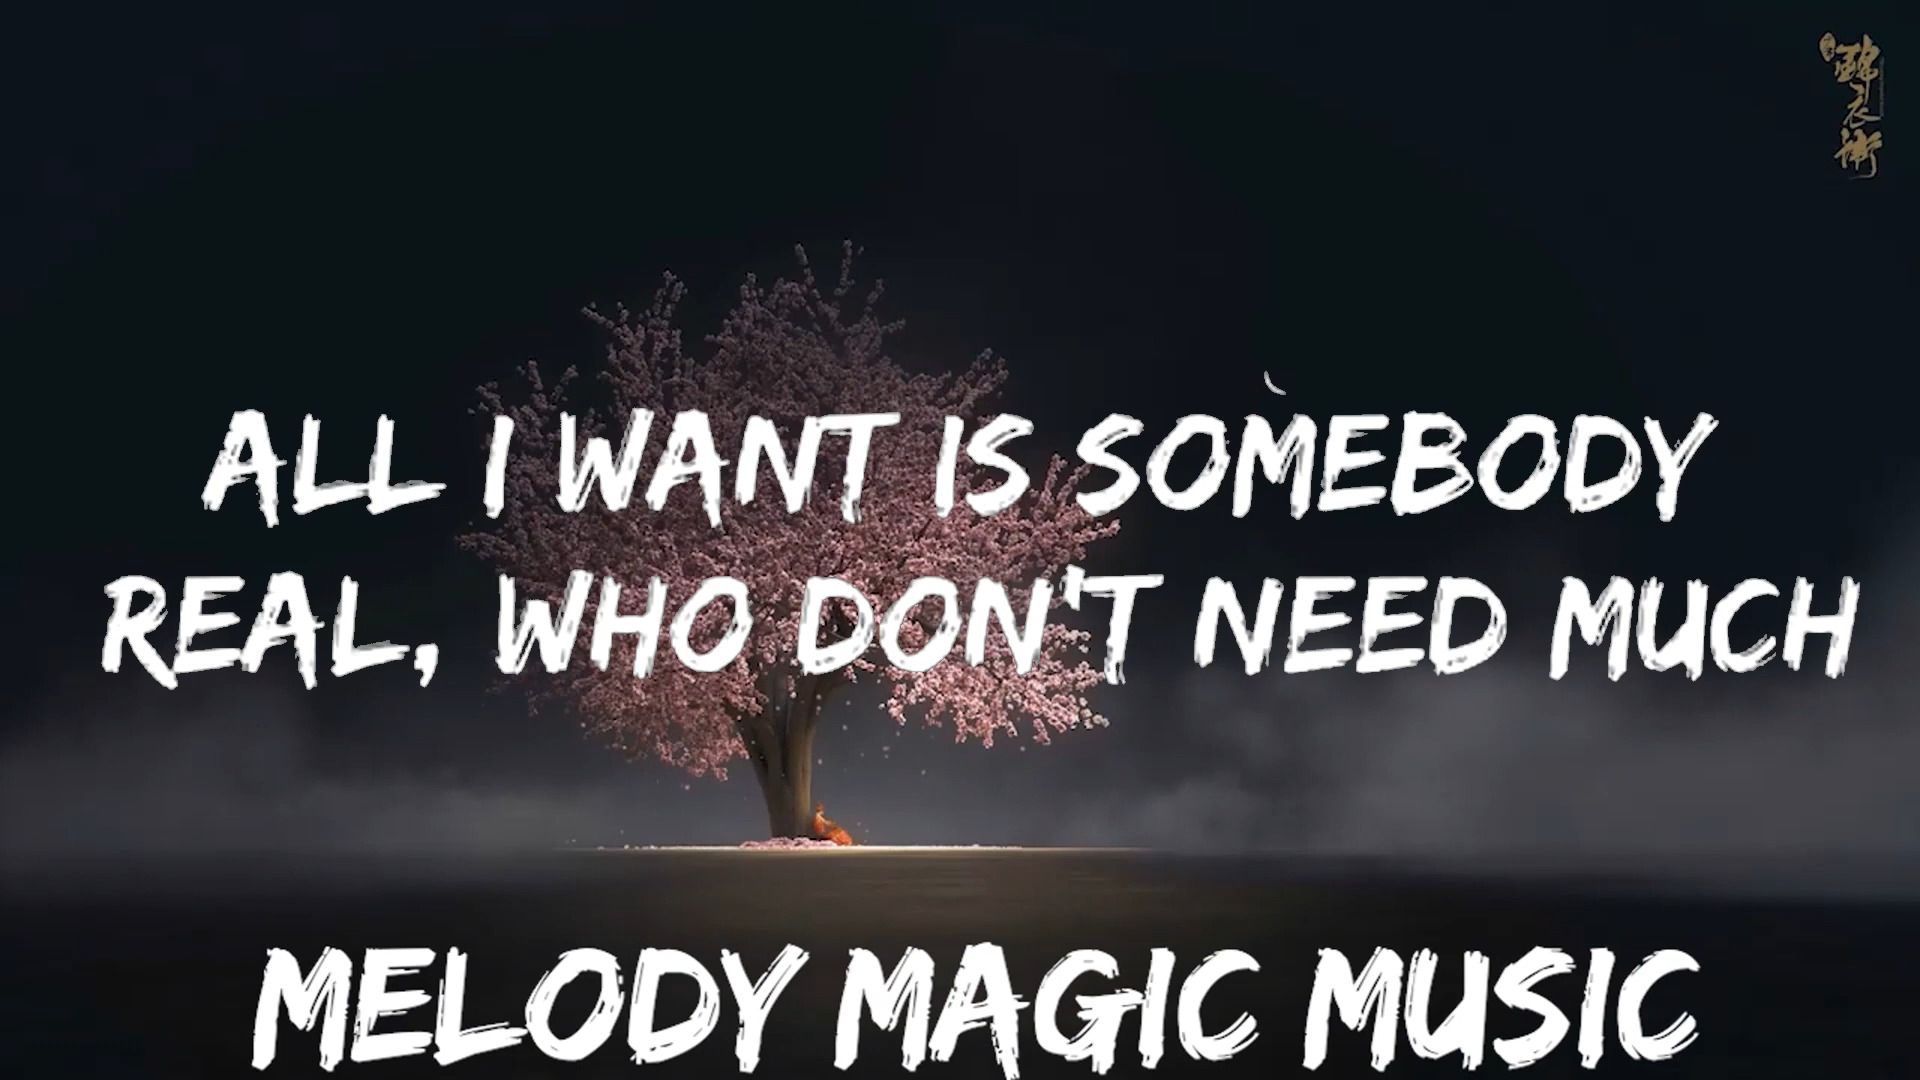 ALL I WANT IS SOMEBODY
REAL, WHO DON'T NEED MUCH
MELODY MAGIC MUSIC